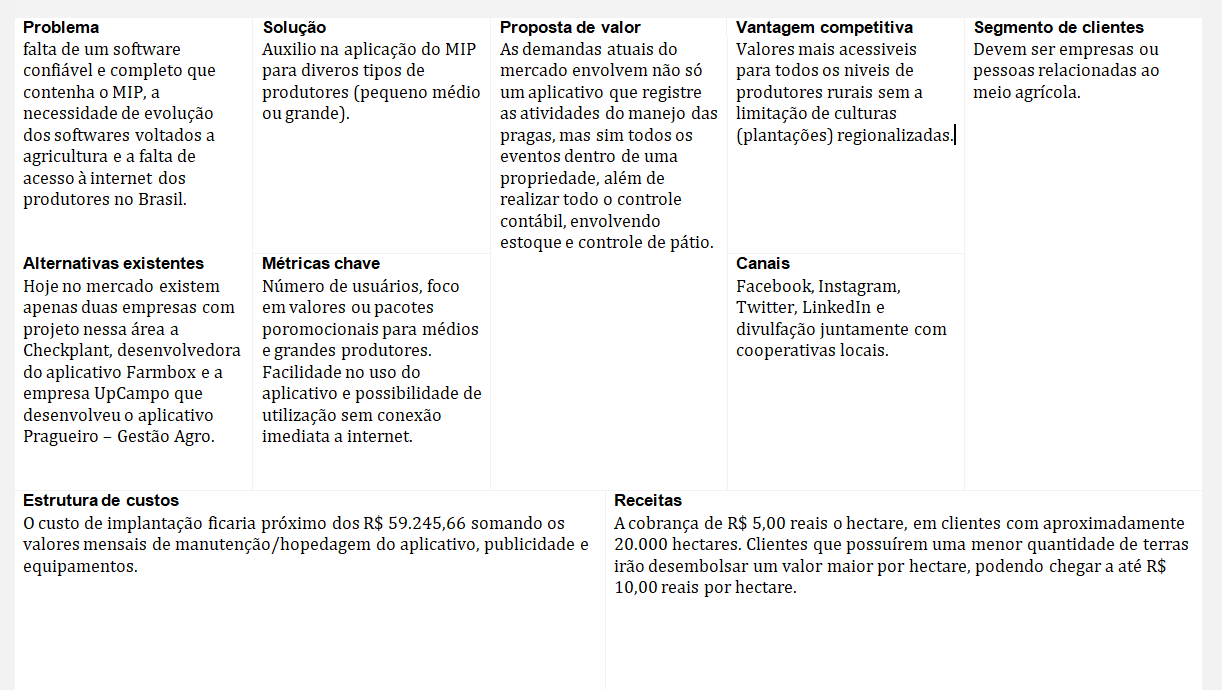 Problema
falta de um software
confiável e completo que
contenha o MIP, a
necessidade de evolução
dos softwares voltados a
agricultura e a falta de
acesso à internet dos
produtores no Brasil.
Solução
Auxilio na aplicação do MIP
para diveros tipos de
produtores (pequeno médio
ou grande).
Proposta de valor
As demandas atuais do
mercado envolvem não só
um aplicativo que registre
as atividades do manejo das
pragas, mas sim todos os
eventos dentro de uma
propriedade, além de
realizar todo o controle
contábil, envolvendo
estoque e controle de pátio.
Vantagem competitiva
Valores mais acessiveis
para todos os niveis de
produtores rurais sem a
limitação de culturas
(plantações) regionalizadas.
Segmento de clientes
Devem ser empresas ou
pessoas relacionadas ao
meio agrícola.
Alternativas existentes
Hoje no mercado existem
apenas duas empresas com
projeto nessa área a
Checkplant, desenvolvedora
do aplicativo Farmbox e a
empresa UpCampo que
desenvolveu o aplicativo
Pragueiro – Gestão Agro.
Métricas chave
Número de usuários, foco
em valores ou pacotes
poromocionais para médios
e grandes produtores.
Facilidade no uso do
aplicativo e possibilidade de
utilização sem conexão
imediata a internet.
Canais
Facebook, Instagram,
Twitter, LinkedIn e
divulfação juntamente com
cooperativas locais.
Estrutura de custos
O custo de implantação ficaria próximo dos R$ 59.245,66 somando os
valores mensais de manutenção/hopedagem do aplicativo, publicidade e
equipamentos.
Receitas
A cobrança de R$ 5,00 reais o hectare, em clientes com aproximadamente
20.000 hectares. Clientes que possuírem uma menor quantidade de terras
irão desembolsar um valor maior por hectare, podendo chegar a até R$
10,00 reais por hectare.